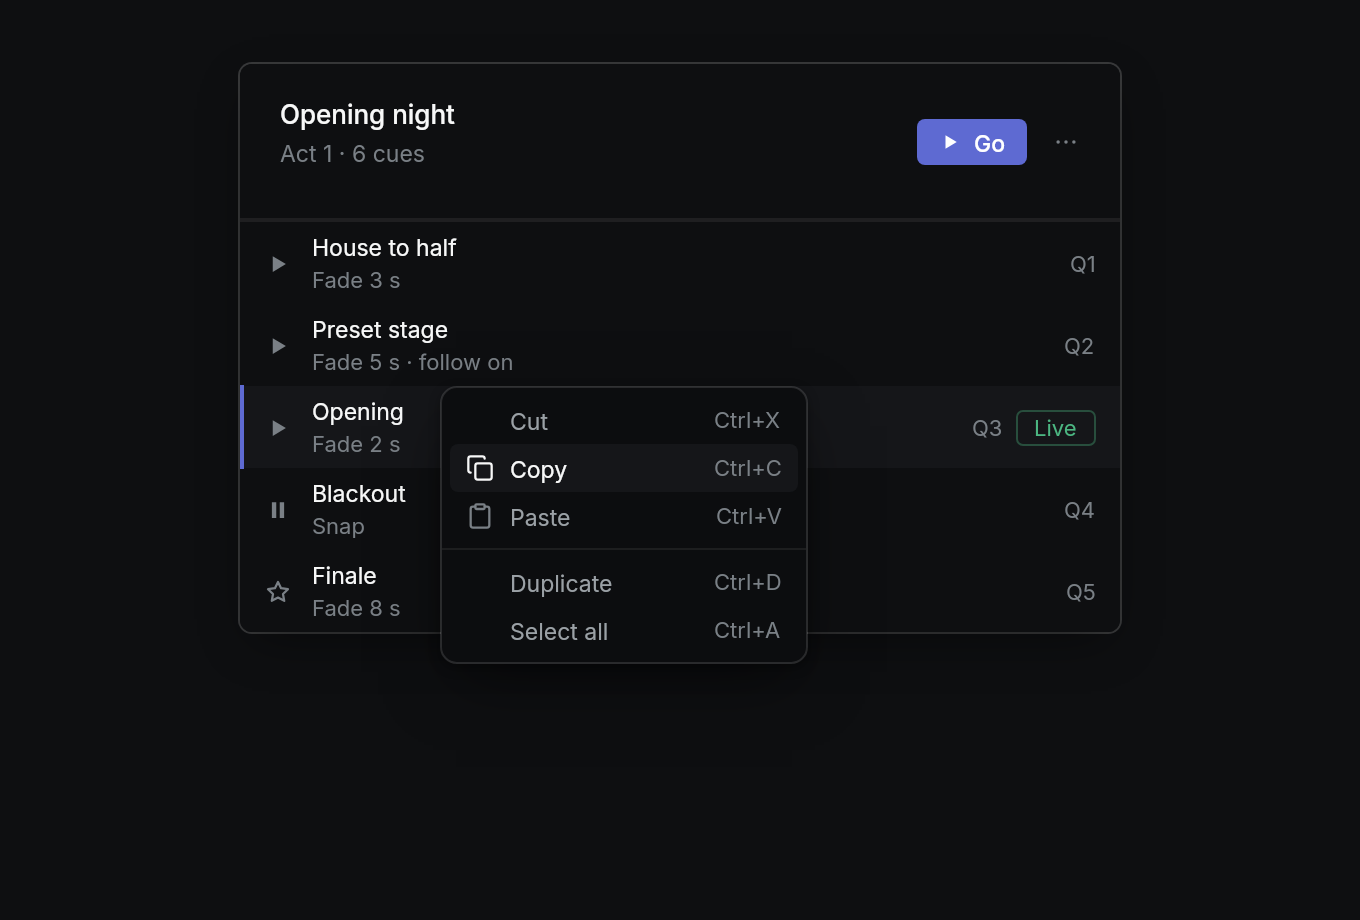 Opening night
Act 1 · 6 cues
Go
House to half
Fade 3 s
Q1
Preset stage
Fade 5 s · follow on
Q2
Opening
Fade 2 s
Q3
Live
Blackout
Snap
Q4
Finale
Fade 8 s
Q5
Cut Ctrl+X
Copy Ctrl+C
Paste Ctrl+V
Duplicate Ctrl+D
Select all Ctrl+A